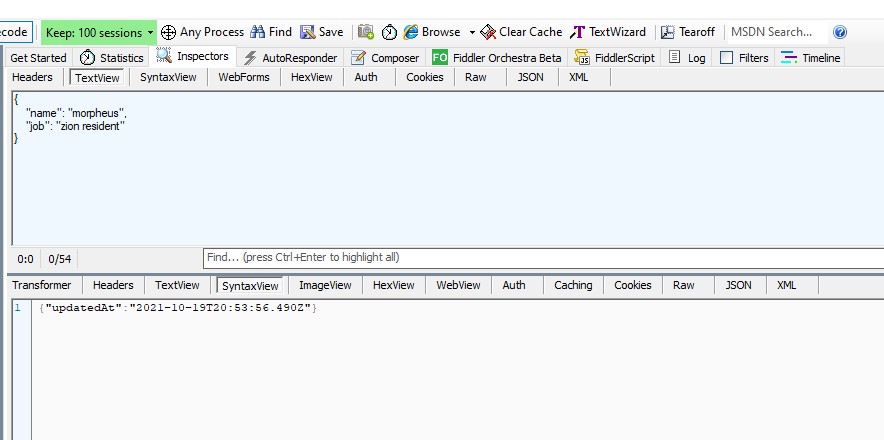 code Keep: 100 sessions Any Process Find Save Browse Clear Cache TextWizard Tearoff MSDN Search...
Get Started Statistics Inspectors AutoResponder Composer FO Fiddler Orchestra Beta FiddlerScript Log Filters Timeline
Headers TextView SyntaxView WebForms HexView Auth Cookies Raw JSON XML
{
"name": "morpheus",
"job": "zion resident"
}
0:0 0/54 Find... (press Ctrl+Enter to highlight all)
Transformer Headers TextView SyntaxView ImageView HexView WebView Auth Caching Cookies Raw JSON XML
1 {"updatedAt":"2021-10-19T20:53:56.490Z"}